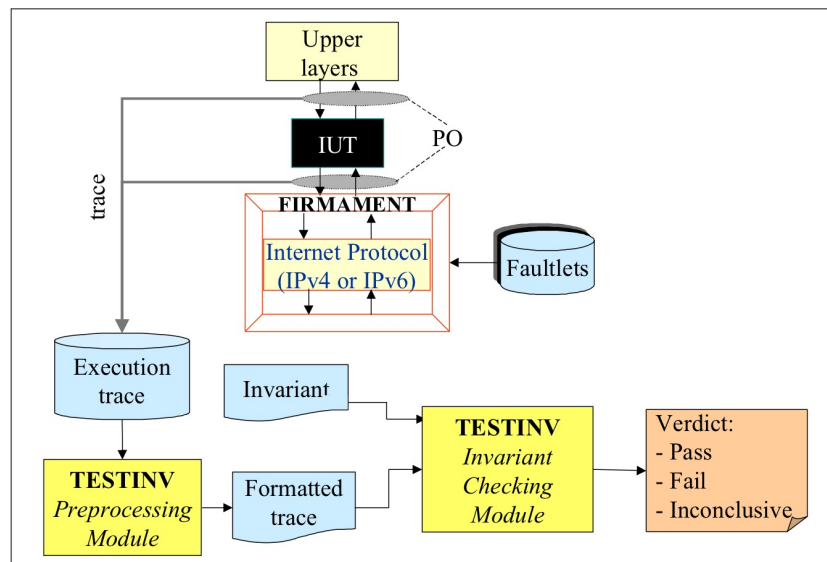 Upper
layers
PO
IUT
trace
FIRMAMENT
Internet Protocol
(IPv4 or IPv6)
Faultlets
Execution
trace
Invariant
TESTINV
Preprocessing
Module
Formatted
trace
TESTINV
Invariant
Checking
Module
Verdict:
- Pass
- Fail
- Inconclusive